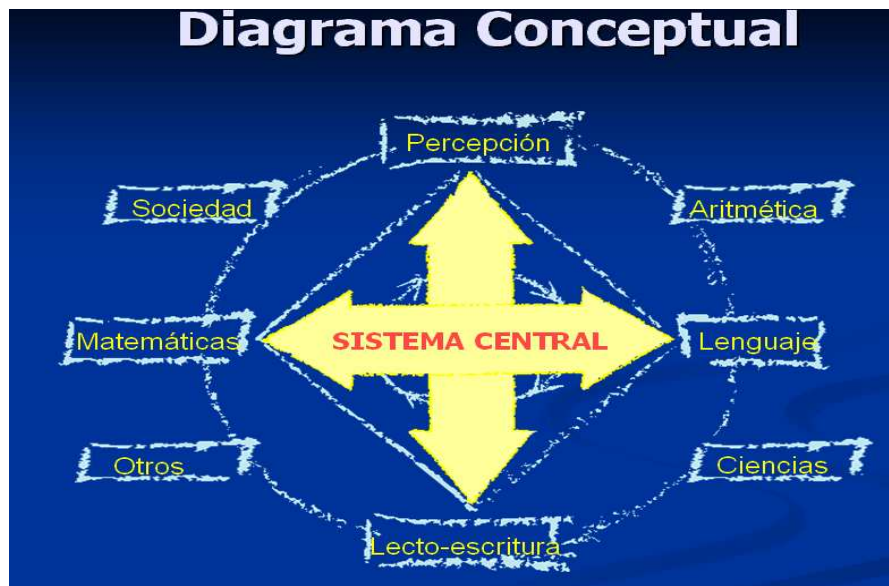 Diagrama Conceptual
Percepción
Sociedad
Aritmética
Matemáticas
SISTEMA CENTRAL
Lenguaje
Otros
Ciencias
Lecto-escritura